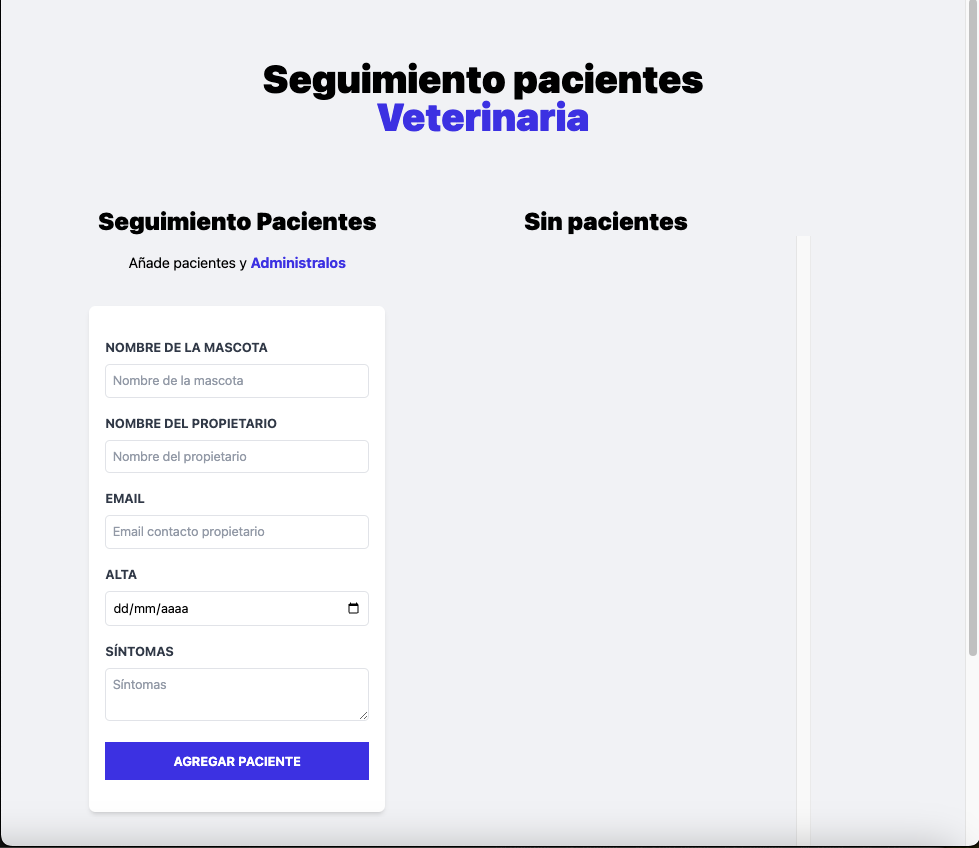 Seguimiento pacientes
Veterinaria
Seguimiento Pacientes
Añade pacientes y Administralos
NOMBRE DE LA MASCOTA
Nombre de la mascota
NOMBRE DEL PROPIETARIO
Nombre del propietario
EMAIL
Email contacto propietario
ALTA
dd/mm/aaaa
SÍNTOMAS
Síntomas
AGREGAR PACIENTE
Sin pacientes